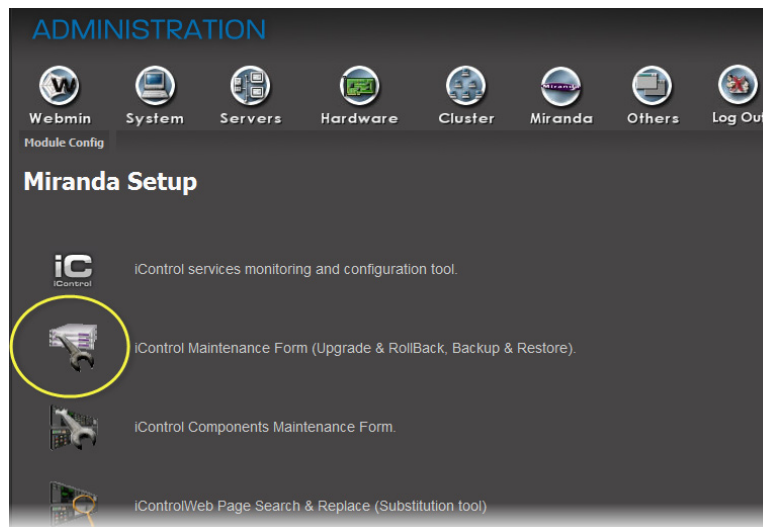 ADMINISTRATION
Webmin System Servers Hardware Cluster Miranda Others Log Out
Module Config
Miranda Setup
iC
iControl
iControl services monitoring and configuration tool.
iControl Maintenance Form (Upgrade & RollBack, Backup & Restore).
iControl Components Maintenance Form.
iControlWeb Page Search & Replace (Substitution tool)